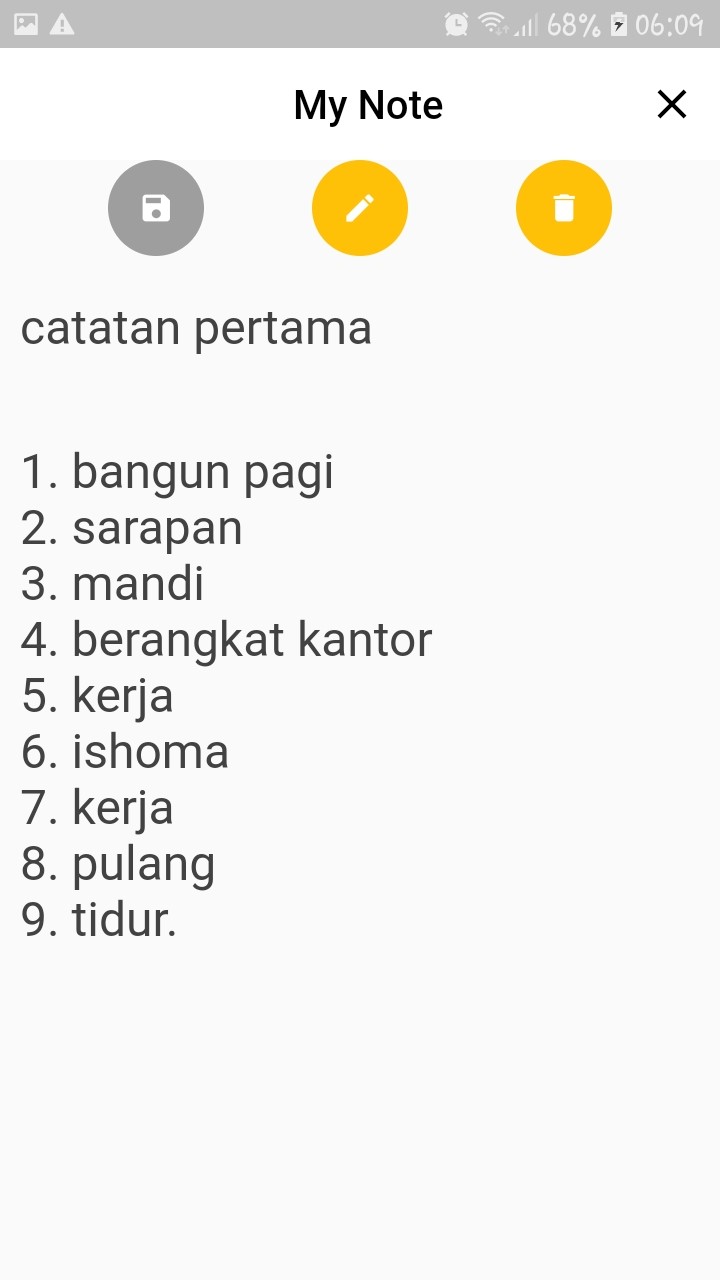 68% 06:09
My Note
catatan pertama
1. bangun pagi
2. sarapan
3. mandi
4. berangkat kantor
5. kerja
6. ishoma
7. kerja
8. pulang
9. tidur.